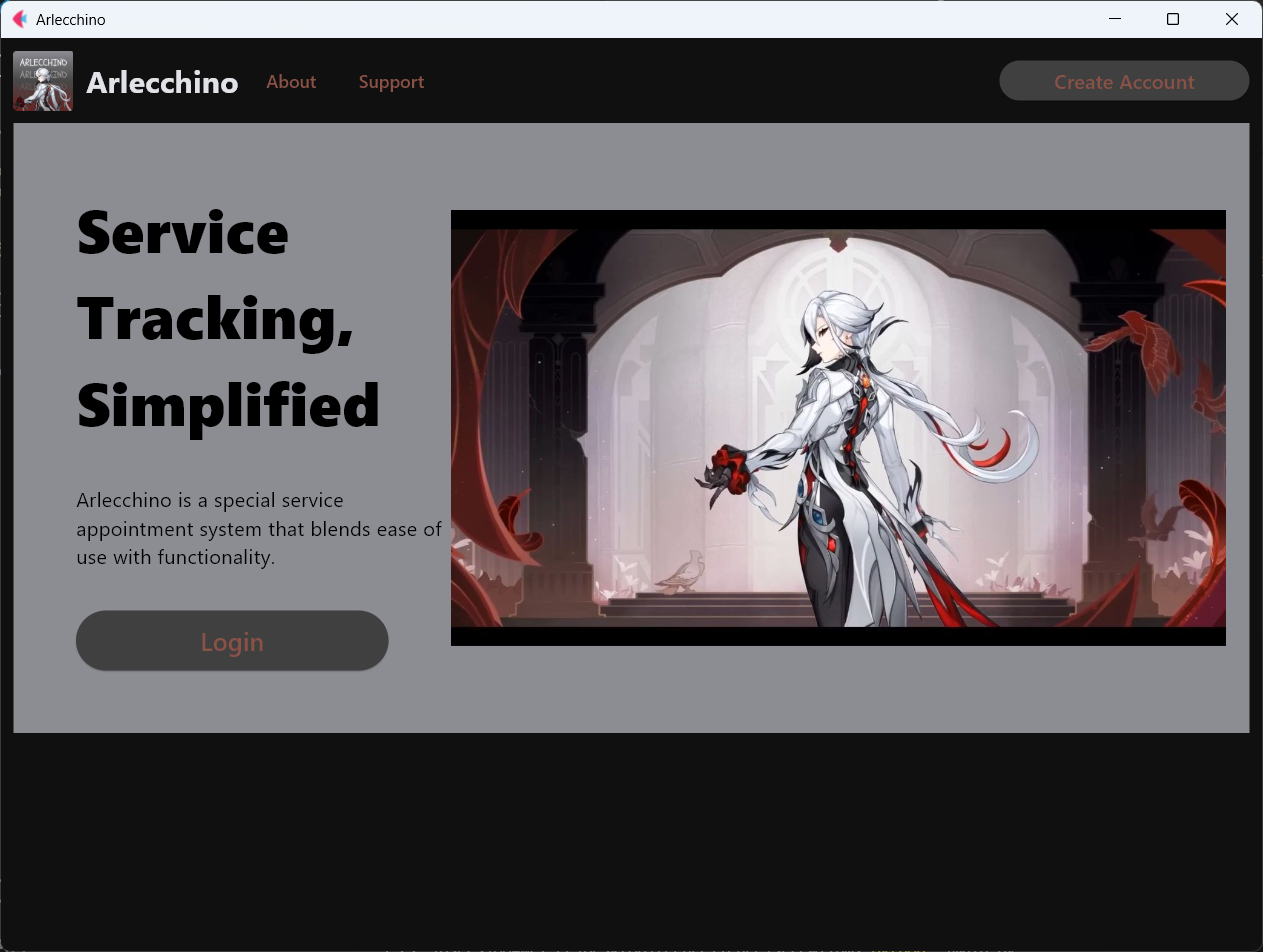 Arlecchino
ARLECCHINO
ARLECCHINO
Arlecchino About Support Create Account
Service
Tracking,
Simplified
Arlecchino is a special service
appointment system that blends ease of
use with functionality.
Login